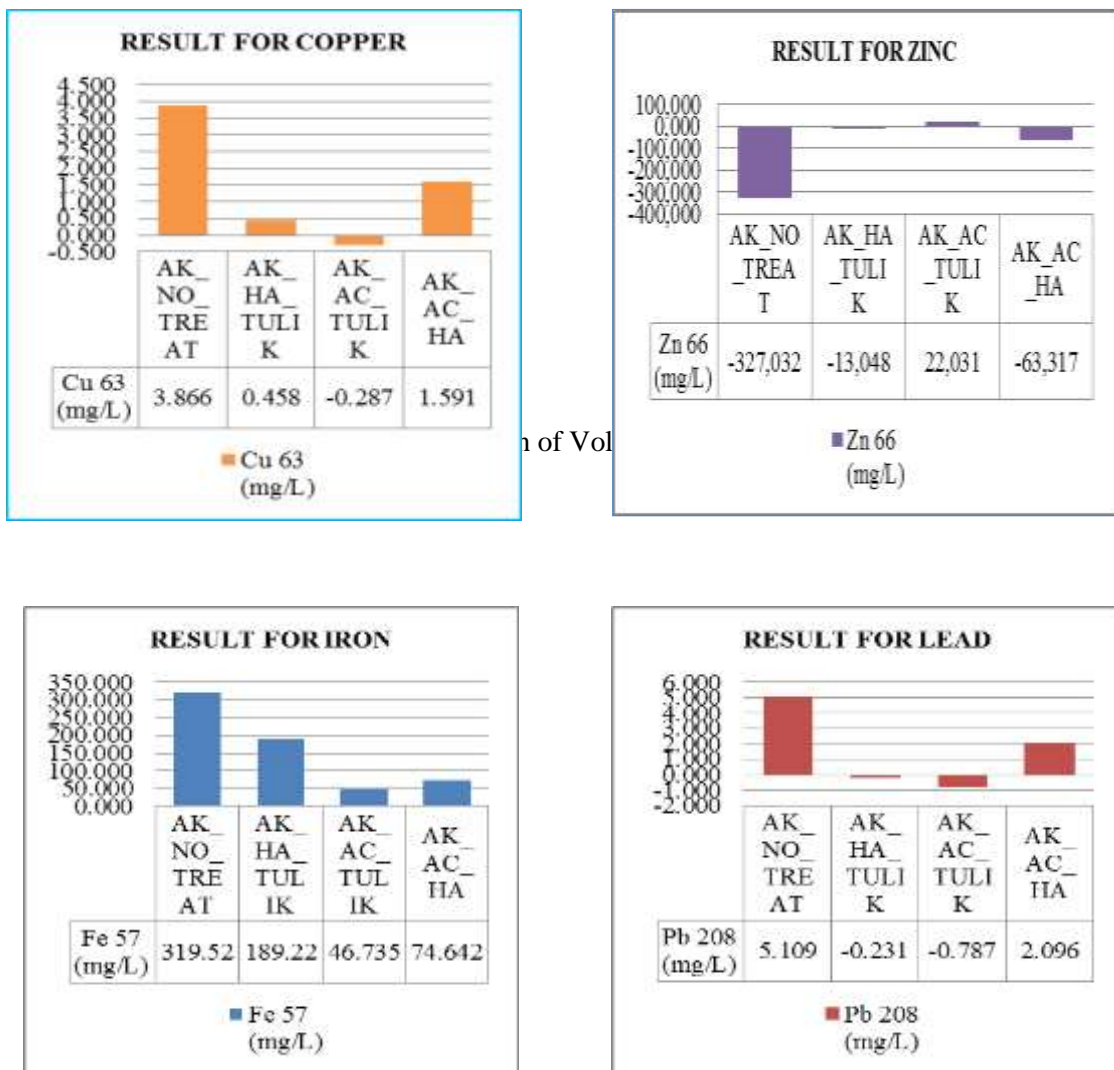 RESULT FOR COPPER
4.500
4.000
3.500
3.000
2.500
2.000
1.500
1.000
0.500
0.000
-0.500
AK_ AK_ AK_ AK_
NO_ HA_ AC_ AC_
TRE TULI TULI HA
AT K K
Cu 63 (mg/L) 3.866 0.458 -0.287 1.591
Cu 63
(mg/L)
RESULT FOR ZINC
100.000
0.000
-100.000
-200.000
-300.000
-400,000
AK_NO AK_HA AK_AC AK_AC
_TREA _TULI _TULI _HA
T K K
Zn 66 (mg/L) -327,032 -13,048 22,031 -63,317
Zn 66
(mg/L)
of Vol
RESULT FOR IRON
350.000
300.000
250.000
200.000
150.000
100.000
50.000
0.000
AK_ AK_ AK_ AK_
NO_ HA_ AC_ AC_
TRE TUL TUL HA
AT IK IK
Fe 57 (mg/L) 319.52 189.22 46.735 74.642
Fe 57
(mg/L)
RESULT FOR LEAD
6.000
5.000
4.000
3.000
2.000
1.000
0.000
-1.000
-2.000
AK_ AK_ AK_ AK_
NO_ HA_ AC_ AC_
TRE TULI TULI HA
AT K K
Pb 208 (mg/L) 5.109 -0.231 -0.787 2.096
Pb 208
(mg/L)